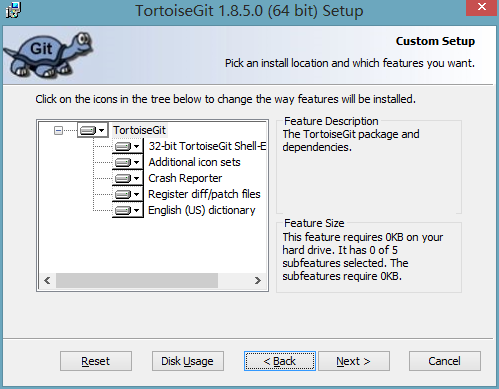 TortoiseGit 1.8.5.0 (64 bit) Setup
Git
Custom Setup
Pick an install location and which features you want.
Click on the icons in the tree below to change the way features will be installed.
TortoiseGit
32-bit TortoiseGit Shell-E
Additional icon sets
Crash Reporter
Register diff/patch files
English (US) dictionary
Feature Description
The TortoiseGit package and
dependencies.
Feature Size
This feature requires 0KB on your
hard drive. It has 0 of 5
subfeatures selected. The
subfeatures require 0KB.
Reset
Disk Usage
< Back
Next >
Cancel